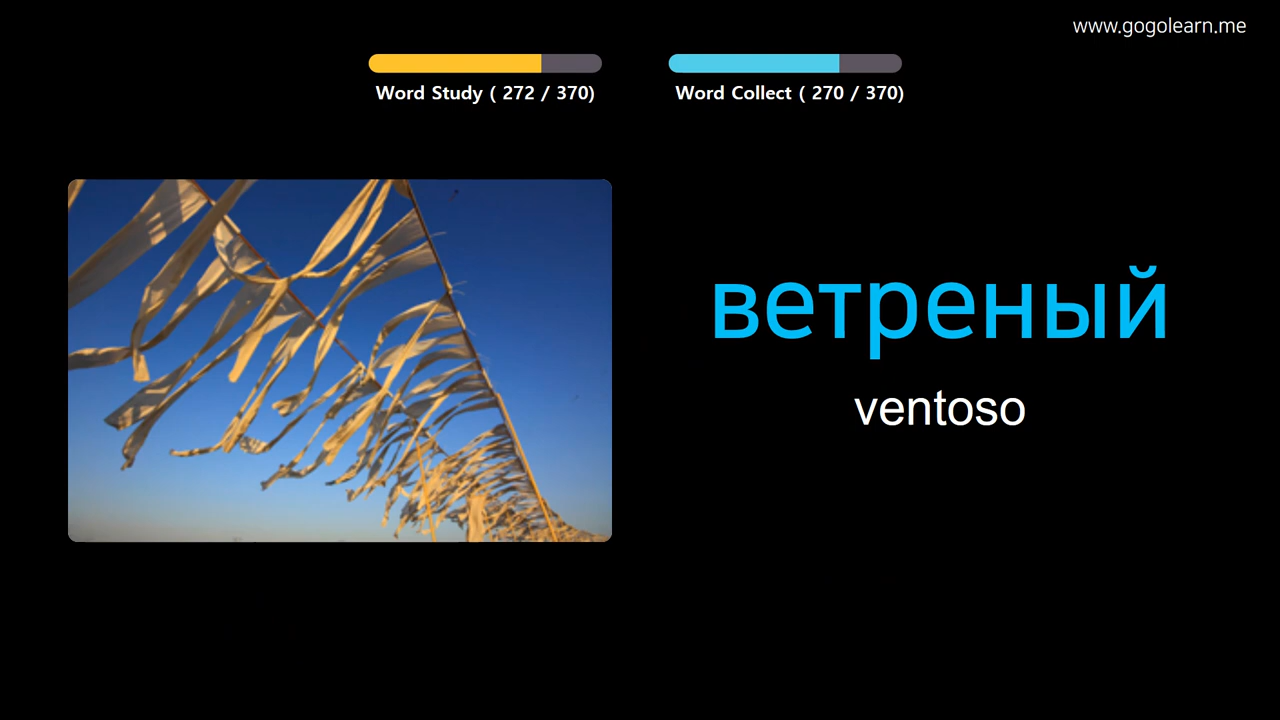 www.gogolearn.me
Word Study ( 272 / 370)
Word Collect ( 270 / 370)
ветреный
ventoso